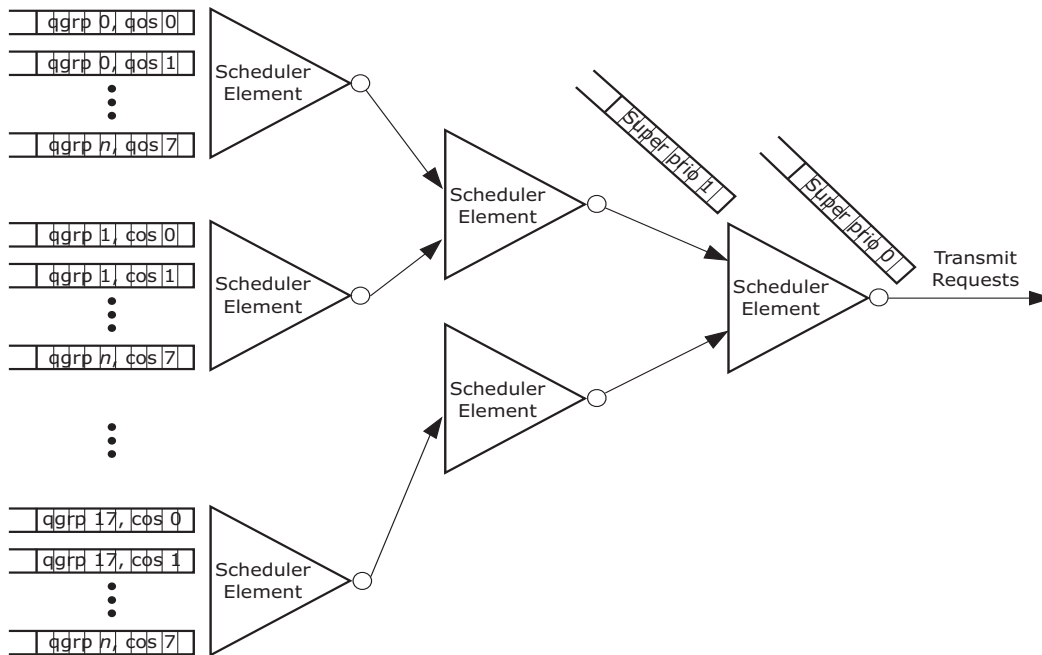 qgrp 0, qos 0
qgrp 0, qos 1
qgrp n, qos 7
Scheduler
Element
qgrp 1, cos 0
qgrp 1, cos 1
qgrp n, cos 7
Scheduler
Element
qgrp 17, cos 0
qgrp 17, cos 1
qgrp n, cos 7
Scheduler
Element
Scheduler
Element
Scheduler
Element
Super prio 1
Super prio 0
Scheduler
Element
Transmit
Requests